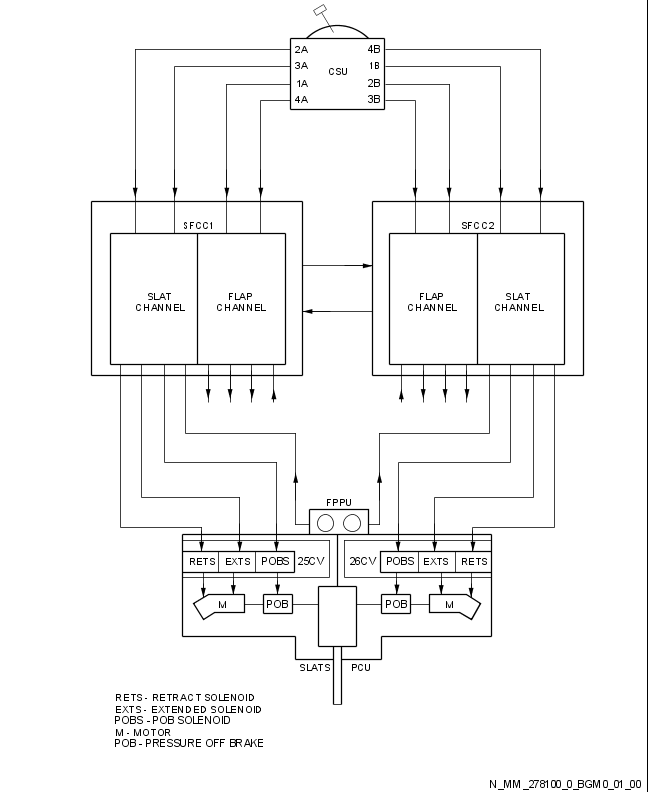 2A 4B
3A CSU 1B
1A 2B
4A 3B
SFCC1 SFCC2
SLAT CHANNEL FLAP CHANNEL FLAP CHANNEL SLAT CHANNEL
FPPU
RETS EXTS POBS 25CV 26CV POBS EXTS RETS
M POB POB M
SLATS PCU
RETS - RETRACT SOLENOID
EXTS - EXTENDED SOLENOID
POBS - POB SOLENOID
M - MOTOR
POB - PRESSURE OFF BRAKE
N_MM_278100_0_BGM0_01_00